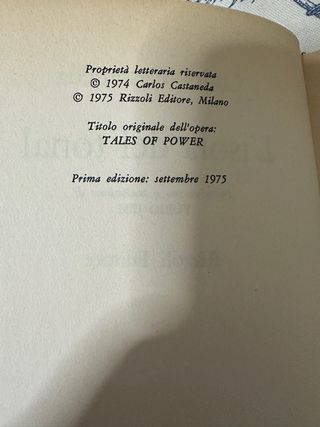 Proprietà letteraria riservata
© 1974 Carlos Castaneda
© 1975 Rizzoli Editore, Milano
Titolo originale dell'opera:
TALES OF POWER
Prima edizione: settembre 1975